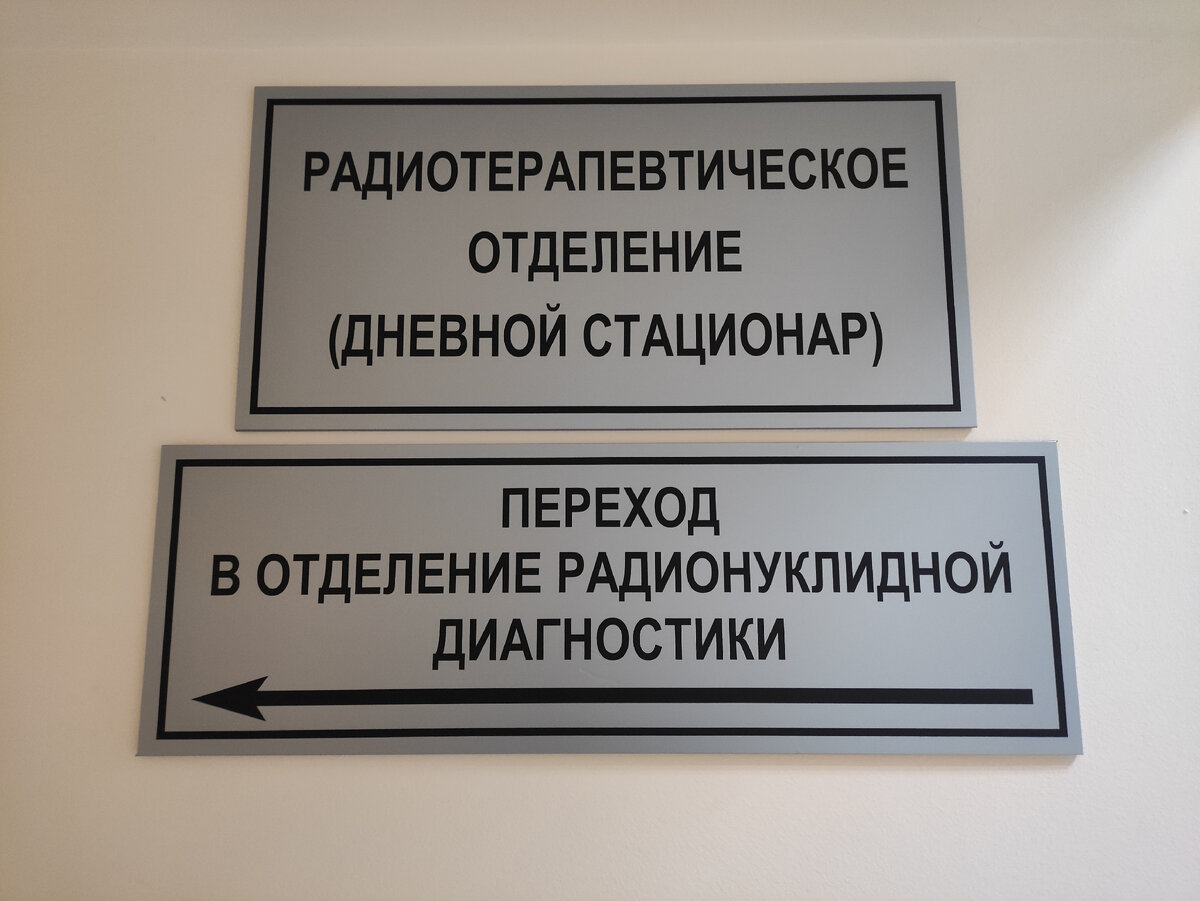 РАДИОТЕРАПЕВТИЧЕСКОЕ
ОТДЕЛЕНИЕ
(ДНЕВНОЙ СТАЦИОНАР)
ПЕРЕХОД
В ОТДЕЛЕНИЕ РАДИОНУКЛИДНОЙ
ДИАГНОСТИКИ